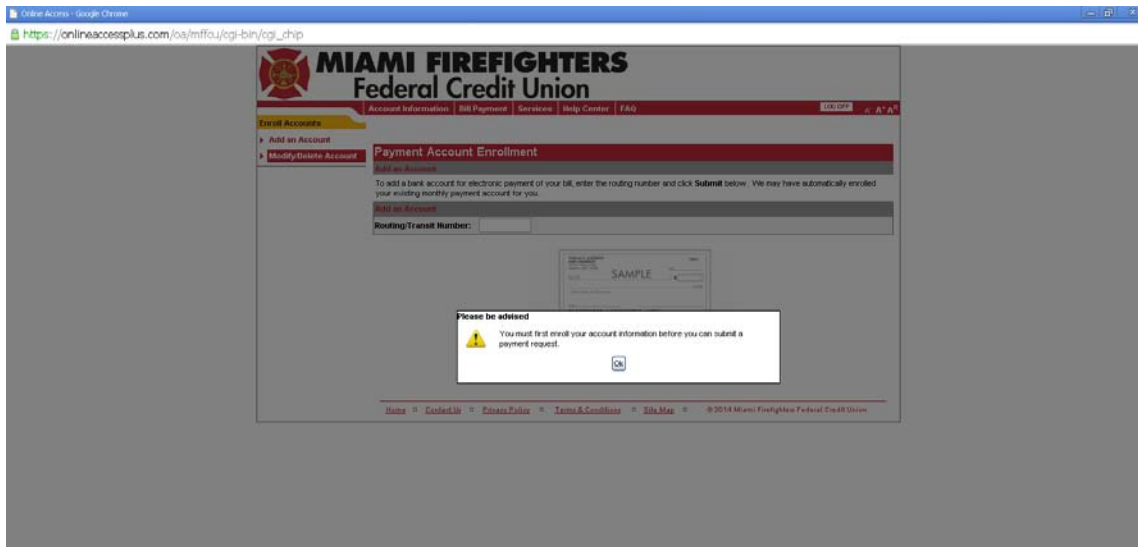 Online Access - Google Chrome
https://onlineaccessplus.com/oa/mffcu/cgi-bin/cgi_chip
MIAMI FIREFIGHTERS
Federal Credit Union
Account Information Bill Payment Services Help Center FAQ LOG OFF
Enroll Accounts
Add an Account
Modify/Delete Account
Payment Account Enrollment
Add an Account
To add a bank account for electronic payment of your bill, enter the routing number and click Submit below. We may have automatically enrolled
your existing monthly payment account for you.
Add an Account
Routing/Transit Number:
SAMPLE
Please be advised
You must first enroll your account information before you can submit a
payment request.
Ok
Home Contact Us Privacy Policy Terms & Conditions Site Map ©2014 Miami Firefighters Federal Credit Union